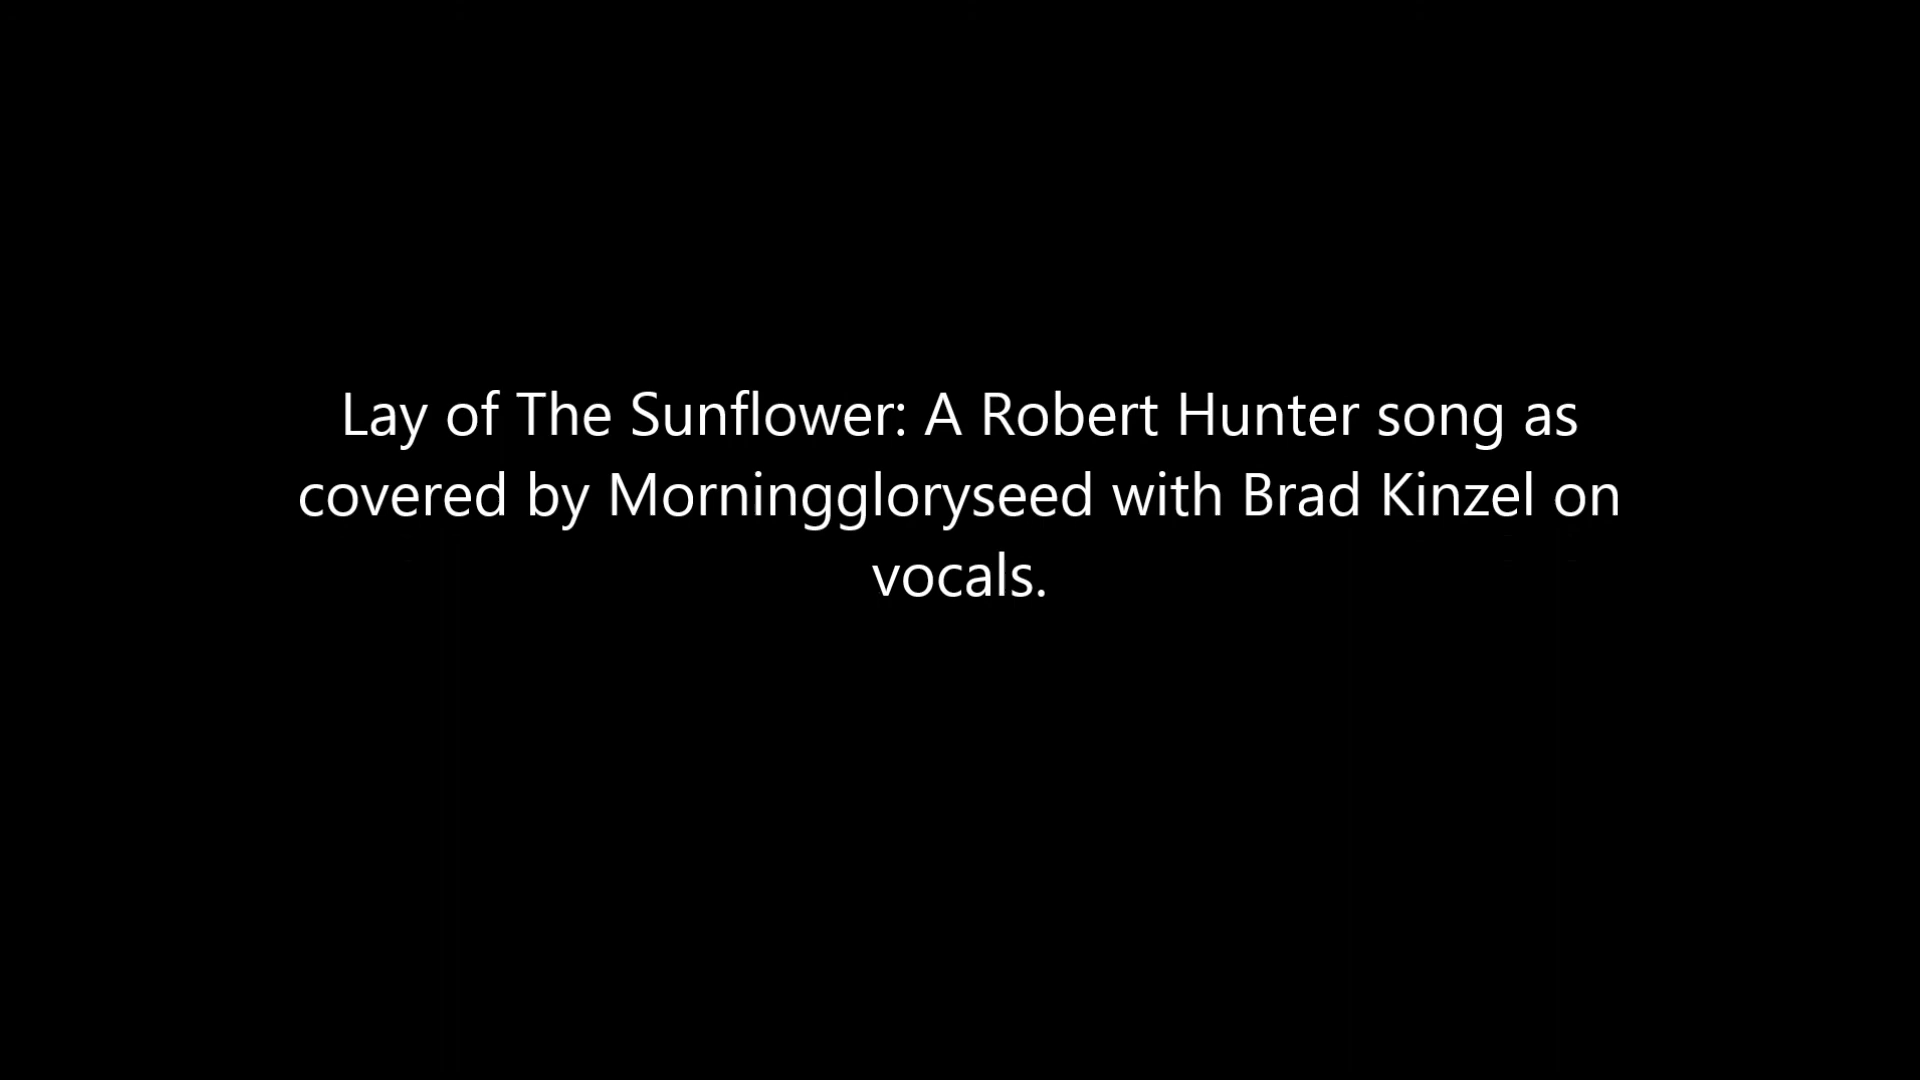 Lay of The Sunflower: A Robert Hunter song as
covered by Morninggloryseed with Brad Kinzel on
vocals.